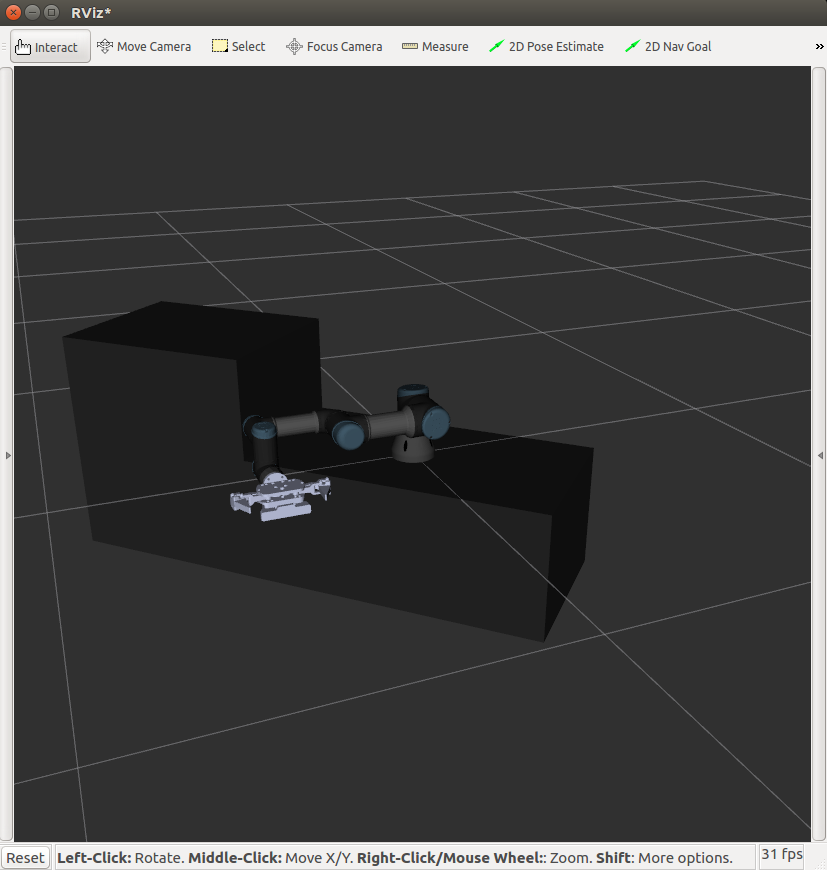 RViz*
Interact Move Camera Select Focus Camera Measure 2D Pose Estimate 2D Nav Goal »
Reset Left-Click: Rotate. Middle-Click: Move X/Y. Right-Click/Mouse Wheel:: Zoom. Shift: More options. 31 fps